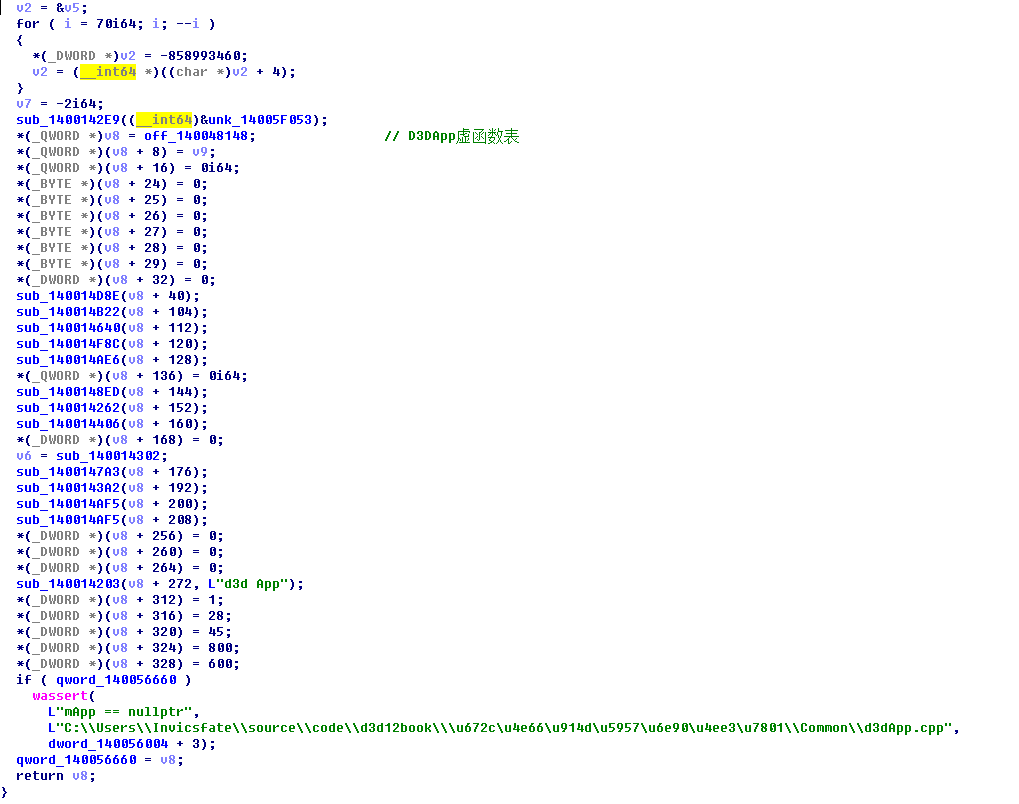 v2 = &v5;
for ( i = 70i64; i; --i )
{
*(_DWORD *)v2 = -858993460;
v2 = (__int64 *)((char *)v2 + 4);
}
v7 = -2i64;
sub_1400142E9((__int64)&unk_14005F053);
*(_QWORD *)v8 = off_140048148; // D3DApp虚函数表
*(_QWORD *)(v8 + 8) = v9;
*(_QWORD *)(v8 + 16) = 0i64;
*(_BYTE *)(v8 + 24) = 0;
*(_BYTE *)(v8 + 25) = 0;
*(_BYTE *)(v8 + 26) = 0;
*(_BYTE *)(v8 + 27) = 0;
*(_BYTE *)(v8 + 28) = 0;
*(_BYTE *)(v8 + 29) = 0;
*(_DWORD *)(v8 + 32) = 0;
sub_140014D8E(v8 + 40);
sub_140014B22(v8 + 104);
sub_140014640(v8 + 112);
sub_140014F8C(v8 + 120);
sub_140014AE6(v8 + 128);
*(_QWORD *)(v8 + 136) = 0i64;
sub_1400148ED(v8 + 144);
sub_140014262(v8 + 152);
sub_140014406(v8 + 160);
*(_DWORD *)(v8 + 168) = 0;
v6 = sub_140014302;
sub_1400147A3(v8 + 176);
sub_1400143A2(v8 + 192);
sub_140014AF5(v8 + 200);
sub_140014AF5(v8 + 208);
*(_DWORD *)(v8 + 256) = 0;
*(_DWORD *)(v8 + 260) = 0;
*(_DWORD *)(v8 + 264) = 0;
sub_140014203(v8 + 272, L"d3d App");
*(_DWORD *)(v8 + 312) = 1;
*(_DWORD *)(v8 + 316) = 28;
*(_DWORD *)(v8 + 320) = 45;
*(_DWORD *)(v8 + 324) = 800;
*(_DWORD *)(v8 + 328) = 600;
if ( qword_140056660 )
wassert(
L"mApp == nullptr",
L"C:\\Users\\Invicsfate\\source\\code\\d3d12book\\\u672c\u4e66\u914d\u5957\u6e90\u4ee3\u7801\\Common\\d3dApp.cpp",
dword_140056004 + 3);
qword_140056660 = v8;
return v8;
}